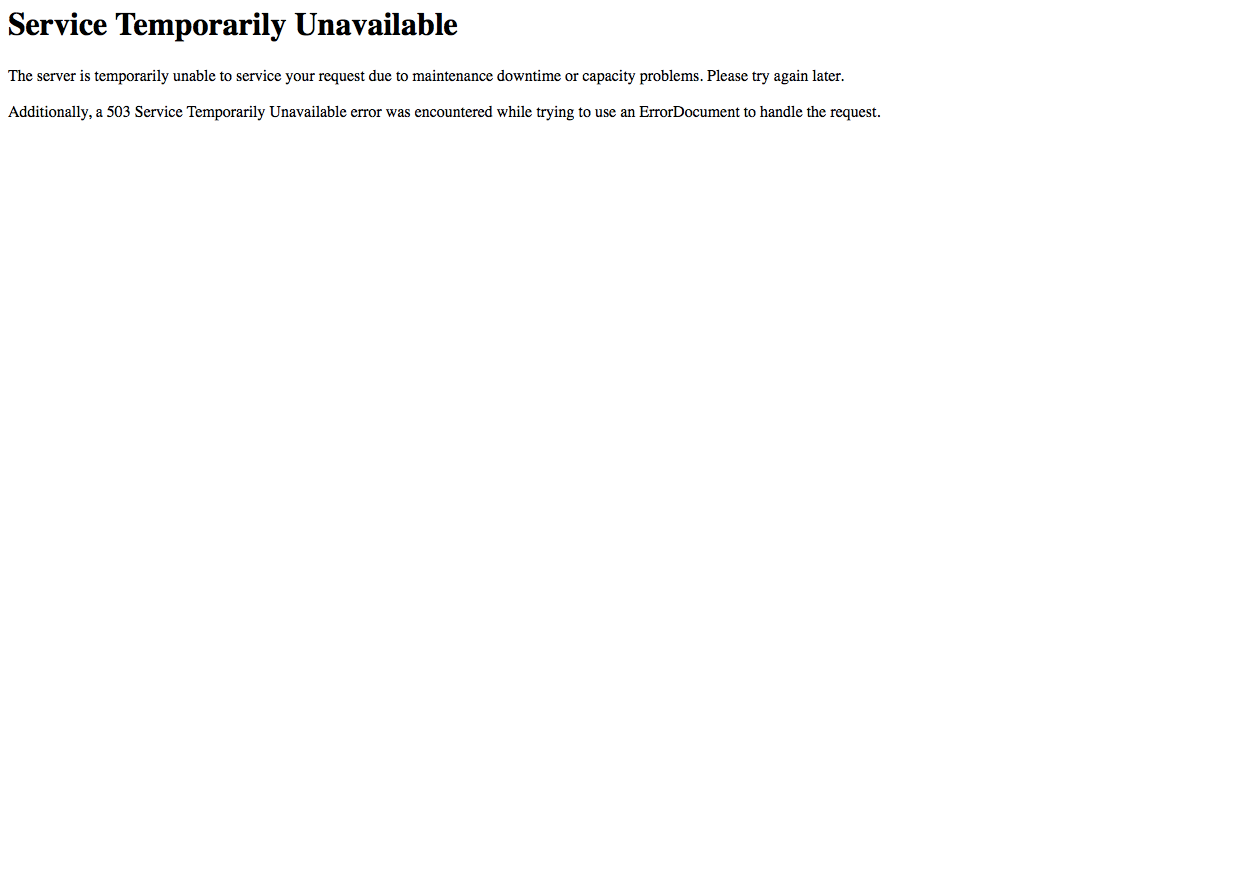 Service Temporarily Unavailable
The server is temporarily unable to service your request due to maintenance downtime or capacity problems. Please try again later.
Additionally, a 503 Service Temporarily Unavailable error was encountered while trying to use an ErrorDocument to handle the request.